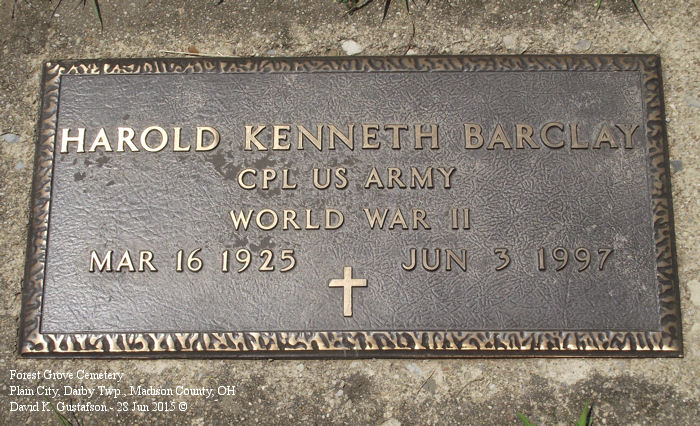 HAROLD KENNETH BARCLAY
CPL US ARMY
WORLD WAR II
MAR 16 1925 JUN 3 1997
Forest Grove Cemetery
Plain City, Darby Twp., Madison County, OH
David K. Gustafson - 28 Jun 2015 ©